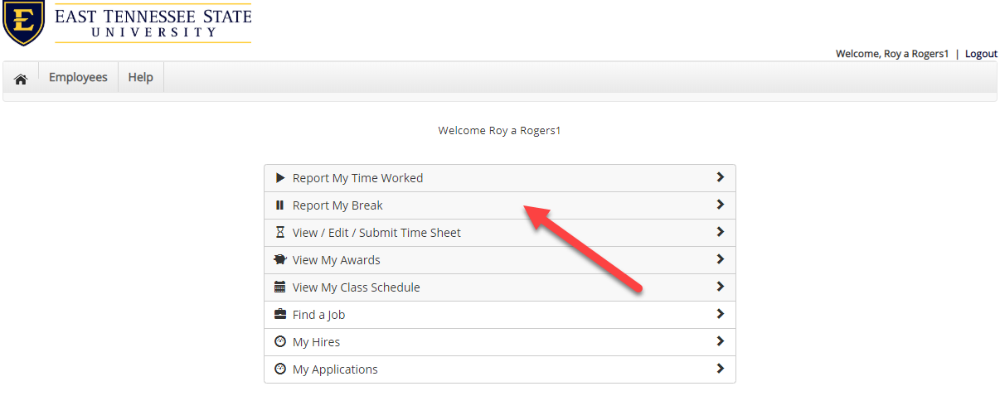 EAST TENNESSEE STATE
UNIVERSITY
Welcome, Roy a Rogers1 | Logout
Employees Help
Welcome Roy a Rogers1
Report My Time Worked
Report My Break
View / Edit / Submit Time Sheet
View My Awards
View My Class Schedule
Find a Job
My Hires
My Applications